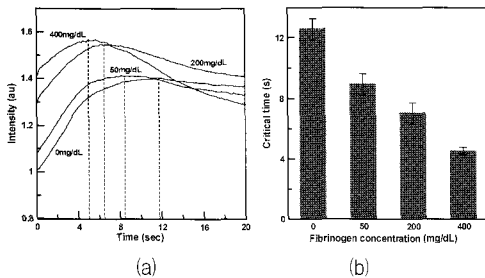 1.8
1.6
1.4
1.2
1
0.8
Intensity (au)
400mg/dL
50mg/dL
200mg/dL
0mg/dL
0 4 8 12 16 20
Time (sec)
(a)
12
8
4
0
Critical time (s)
0 50 200 400
Fibrinogen concentration (mg/dL)
(b)